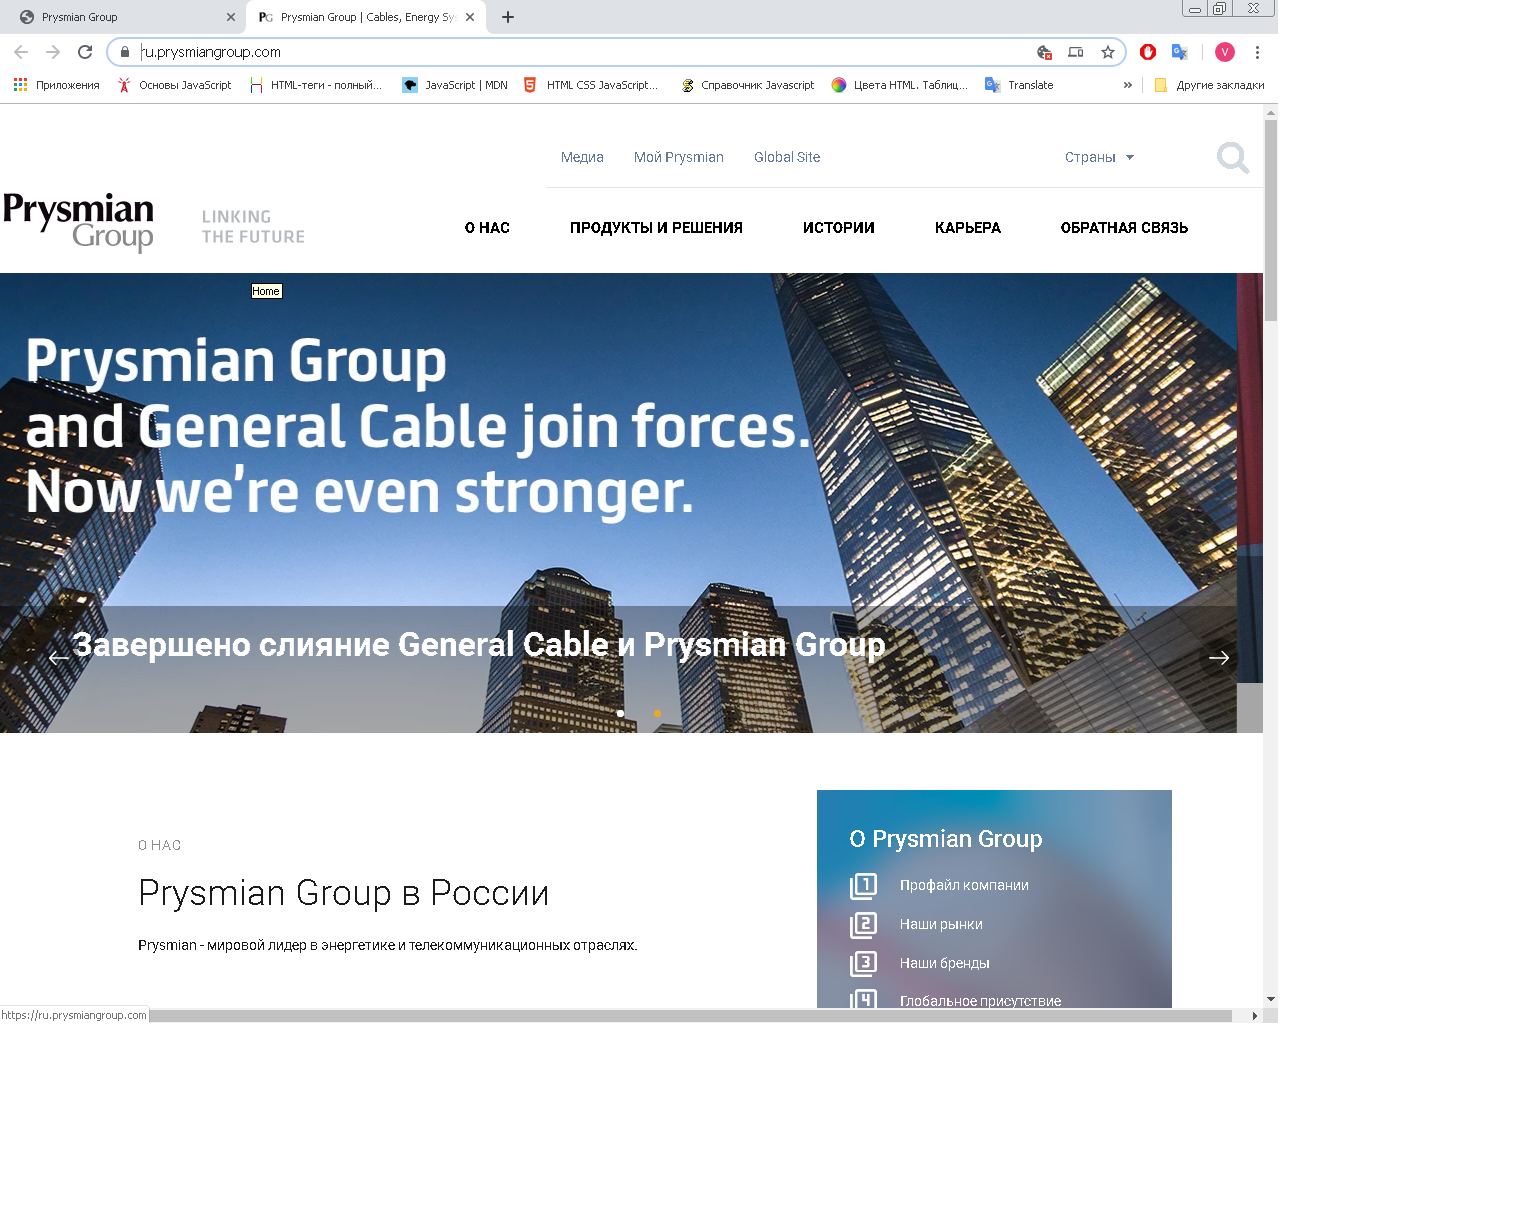 Prysmian Group
Prysmian Group | Cables, Energy Sy
ru.prysmiangroup.com
V
Приложения
Основы JavaScript
HTML-теги - полный...
JavaScript | MDN
HTML CSS JavaScript...
Справочник Javascript
Цвета HTML. Таблиц...
Translate
»
Другие закладки
Медиа
Мой Prysmian
Global Site
Страны
Prysmian
Group
LINKING
THE FUTURE
О НАС
ПРОДУКТЫ И РЕШЕНИЯ
ИСТОРИИ
КАРЬЕРА
ОБРАТНАЯ СВЯЗЬ
Home
Prysmian Group
and General Cable join forces.
Now we're even stronger.
Завершено слияние General Cable и Prysmian Group
О НАС
Prysmian Group в России
Prysmian - мировой лидер в энергетике и телекоммуникационных отраслях.
О Prysmian Group
1 Профайл компании
2 Наши рынки
3 Наши бренды
4 Глобальное присутствие
https://ru.prysmiangroup.com